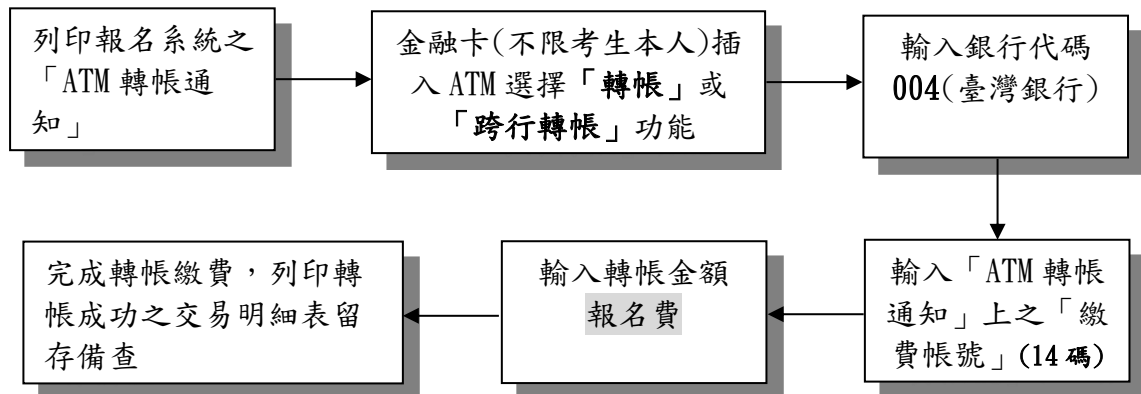 列印報名系統之
「ATM 轉帳通
知」
金融卡(不限考生本人)插
入 ATM 選擇「轉帳」或
「跨行轉帳」功能
輸入銀行代碼
004(臺灣銀行)
輸入「ATM 轉帳
通知」上之「繳
費帳號」(14 碼)
輸入轉帳金額
報名費
完成轉帳繳費，列印轉
帳成功之交易明細表留
存備查